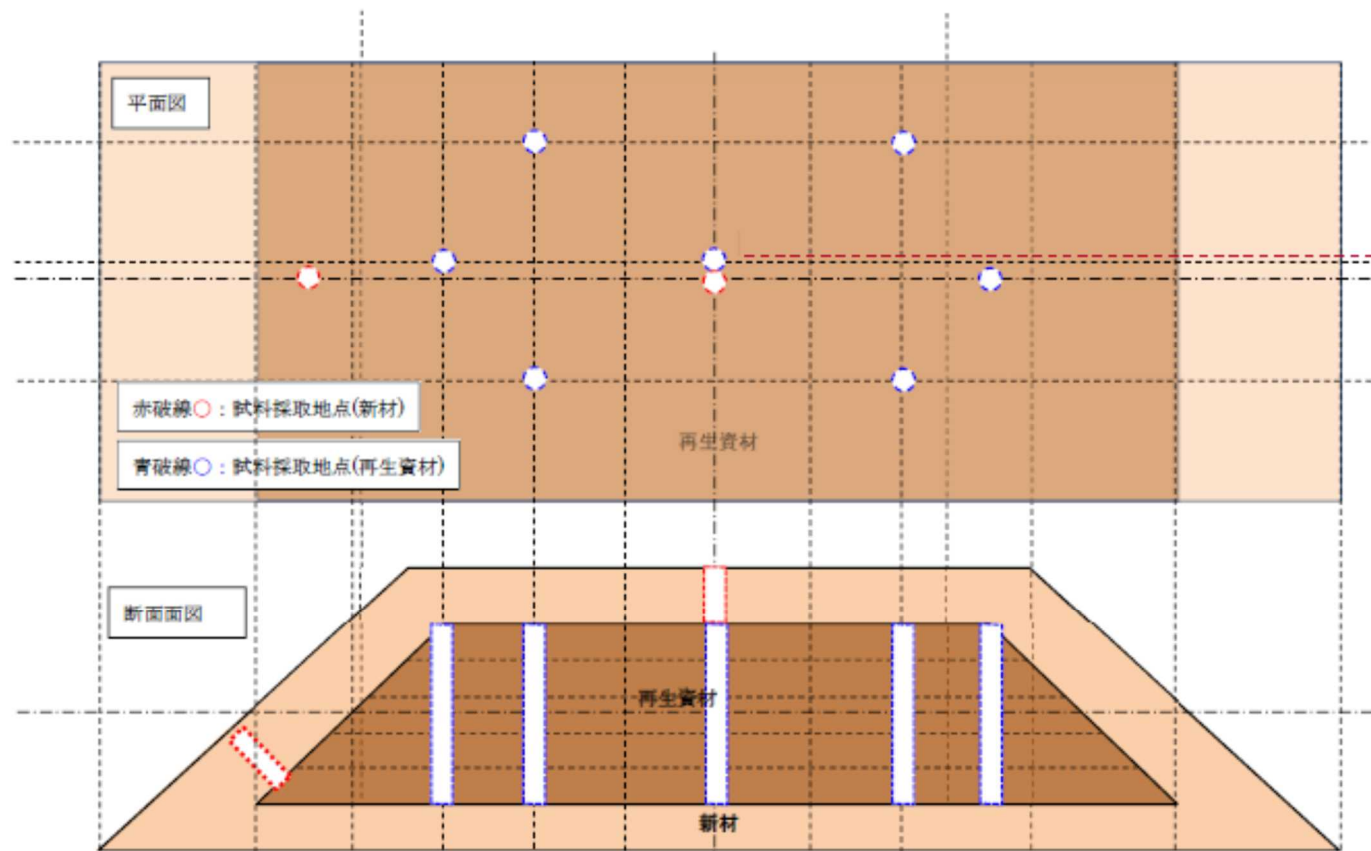 平面図
赤破線○：試料採取地点(新材)
再生資材
青破線○：試料採取地点(再生資材)
断面面図
再生資材
新材